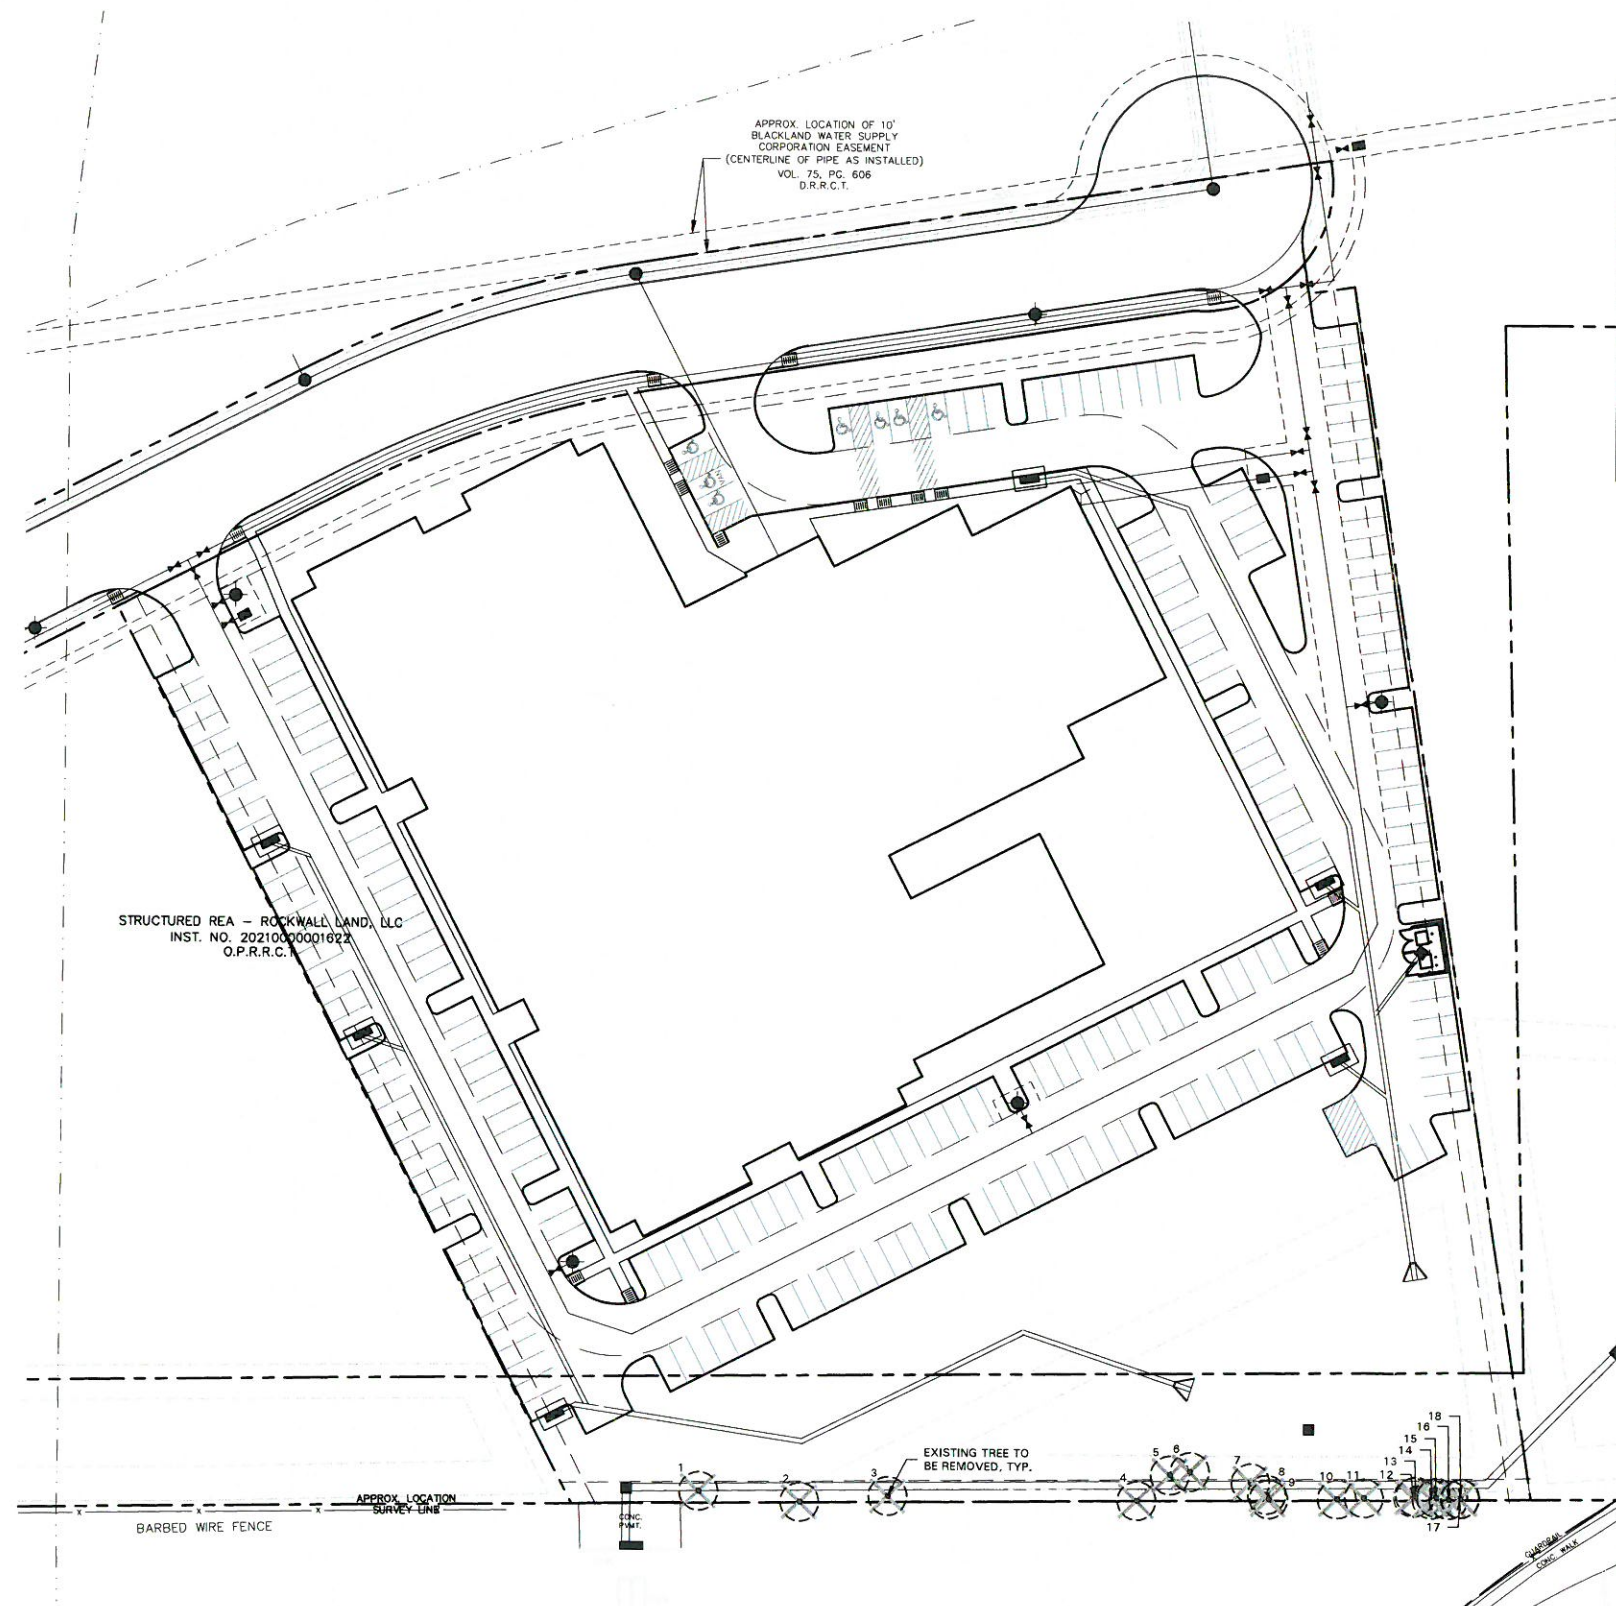 APPROX. LOCATION OF 10'
BLACKLAND WATER SUPPLY
CORPORATION EASEMENT
(CENTERLINE OF PIPE AS INSTALLED)
VOL. 75, PG. 606
D.R.R.C.T.
VAN
STRUCTURED REA – ROCKWALL LAND, LLC
INST. NO. 20210000001622
O.P.R.R.C.T.
EXISTING TREE TO
BE REMOVED, TYP.
1
2
3
4
5
6
7
8
9
10
11
12
13
14
15
16
18
17
APPROX. LOCATION
SURVEY LINE
x x x x
BARBED WIRE FENCE
CONC.
PVMT.
GUARDRAIL
CONC. WALK